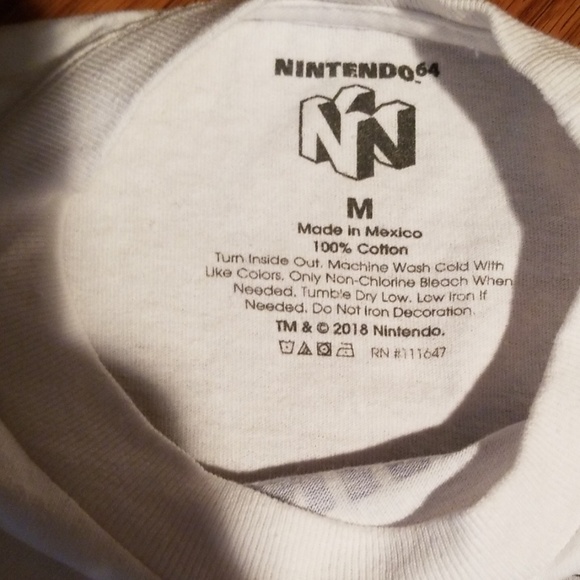 NINTENDO64™
M
Made in Mexico
100% Cotton
Turn Inside Out. Machine Wash Cold With
Like Colors. Only Non-Chlorine Bleach When
Needed. Tumble Dry Low. Low Iron If
Needed. Do Not Iron Decoration.
TM & © 2018 Nintendo.
RN #111647